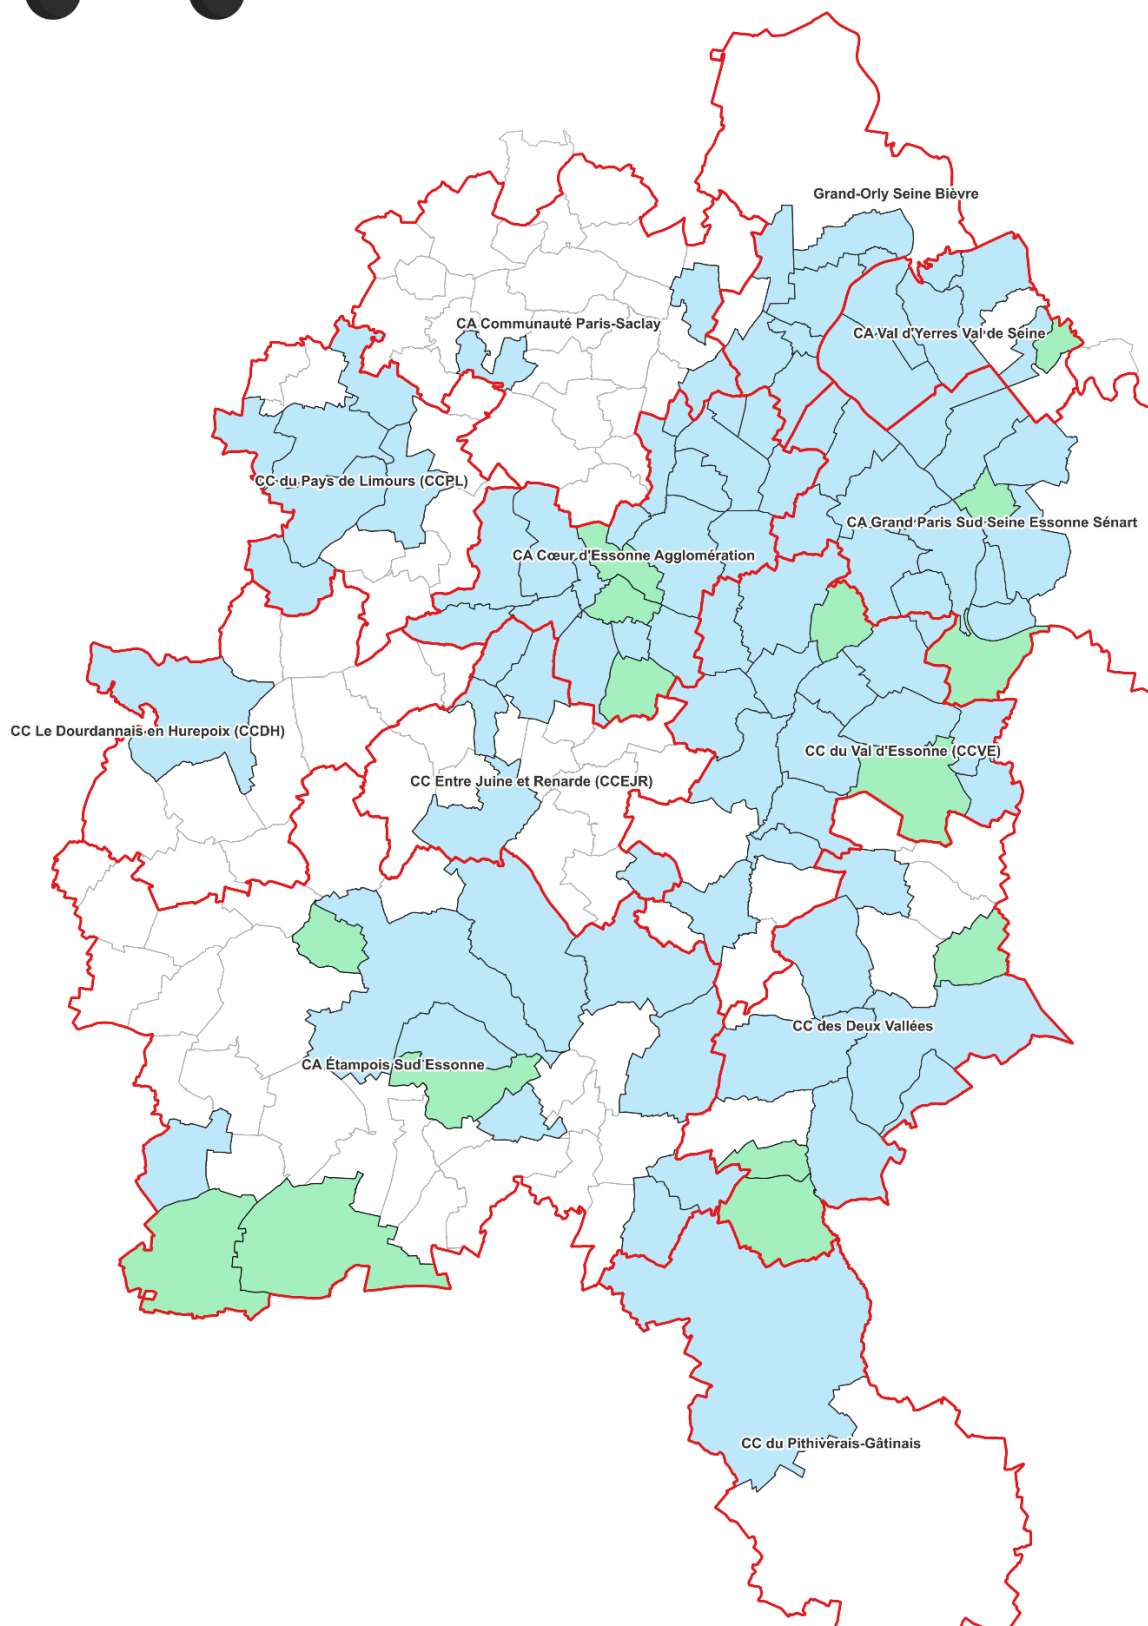 Grand-Orly Seine Bièvre
CA Communauté Paris-Saclay
CA Val d'Yerres Val de Seine
CC du Pays de Limours (CCPL)
CA Grand Paris Sud Seine Essonne Sénart
CA Cœur d'Essonne Agglomération
CC Le Dourdannais en Hurepoix (CCDH)
CC du Val d'Essonne (CCVE)
CC Entre Juine et Renarde (CCEJR)
CC des Deux Vallées
CA Étampois Sud Essonne
CC du Pithiverais-Gâtinais